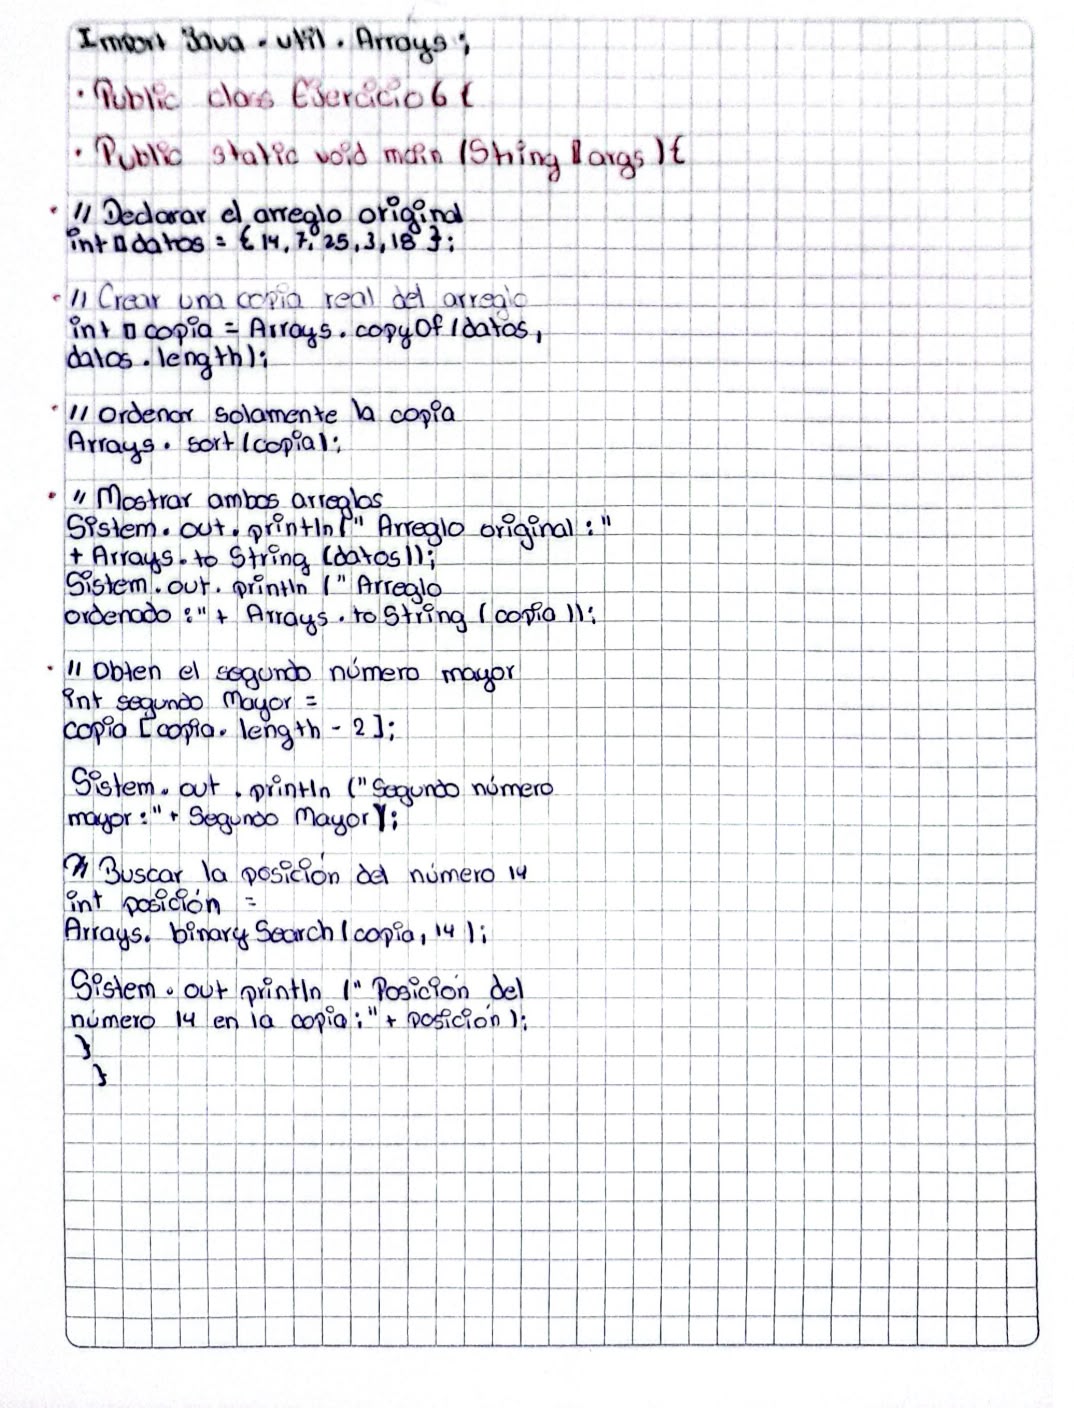 Import Java.util.Arrays;
• Public class Ejercicio6 {
• Public static void main (String [] args) {
• // Declarar el arreglo original
int [] datos = { 14, 7, 25, 3, 18 };
• // Crear una copia real del arreglo
int [] copia = Arrays.copyOf (datos,
datos.length);
• // Ordenar solamente la copia
Arrays.sort (copia);
• // Mostrar ambos arreglos
Sistem.out.println (" Arreglo original :"
+ Arrays.to String (datos));
Sistem.out.println (" Arreglo
ordenado :" + Arrays.to String (copia ));
• // Obten el segundo número mayor
int segundo Mayor =
copia [copia.length - 2];
Sistem.out.println ("Segundo número
mayor :" + Segundo Mayor);
// Buscar la posición del número 14
int posición =
Arrays.binary Search (copia, 14 );
Sistem.out println (" Posición del
número 14 en la copia :" + posición );
}
}